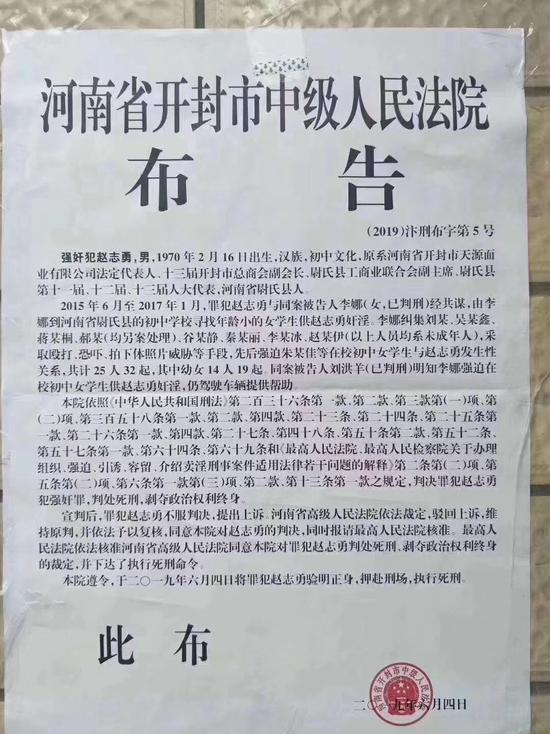 河南省开封市中级人民法院
布 告
（2019）汴刑布字第5号
强奸犯赵志勇，男，1970年2月16日出生，汉族，初中文化，原系河南省开封市天源面
业有限公司法定代表人、十三届开封市总商会副会长、尉氏县工商业联合会副主席、尉氏县
第十一届、十二届、十三届人大代表，河南省尉氏县人。
2015年6月至2017年1月，罪犯赵志勇与同案被告人李娜（女，已判刑）经共谋，由李
娜到河南省尉氏县的初中学校寻找年龄小的女学生供赵志勇奸淫。李娜纠集刘某、吴某鑫、
蒋某桐、郝某（均另案处理）、谷某静、秦某丽、李某冰、赵某伊（以上人员均系未成年人），采
取殴打、恐吓、拍下体照片威胁等手段，先后强迫朱某佳等在校初中女学生与赵志勇发生性
关系，共计25人32起，其中幼女14人19起。同案被告人刘洪洋（已判刑）明知李娜强迫在
校初中女学生供赵志勇奸淫，仍驾驶车辆提供帮助。
本院依照《中华人民共和国刑法》第二百三十六条第一款、第二款、第三款第（一）项、第
（二）项，第三百五十八条第一款、第二款、第四款，第二十三条、第二十四条、第二十五条第
一款，第二十六条第一款、第四款，第二十七条，第四十八条第一款、第五十条第二款、第五十二条、
第五十七条第一款、第六十四条、第六十九条和《最高人民法院、最高人民检察院关于办理
组织、强迫、引诱、容留、介绍卖淫刑事案件适用法律若干问题的解释》第二条第（二）项、第
五条第（二）项、第六条第一款第（三）项、第二款、第十三条第一款之规定，判决罪犯赵志勇
犯强奸罪，判处死刑，剥夺政治权利终身。
宣判后，罪犯赵志勇不服判决，提出上诉。河南省高级人民法院依法裁定，驳回上诉，维
持原判，并依法予以复核，同意本院对赵志勇的判决，同时报请最高人民法院核准。最高人
民法院依法核准河南省高级人民法院同意本院对罪犯赵志勇判处死刑、剥夺政治权利终身
的裁定，并下达了执行死刑命令。
本院遵令，于二〇一九年六月四日将罪犯赵志勇验明正身，押赴刑场，执行死刑。
此 布
河南省开封市中级人民法院
二〇一九年六月四日